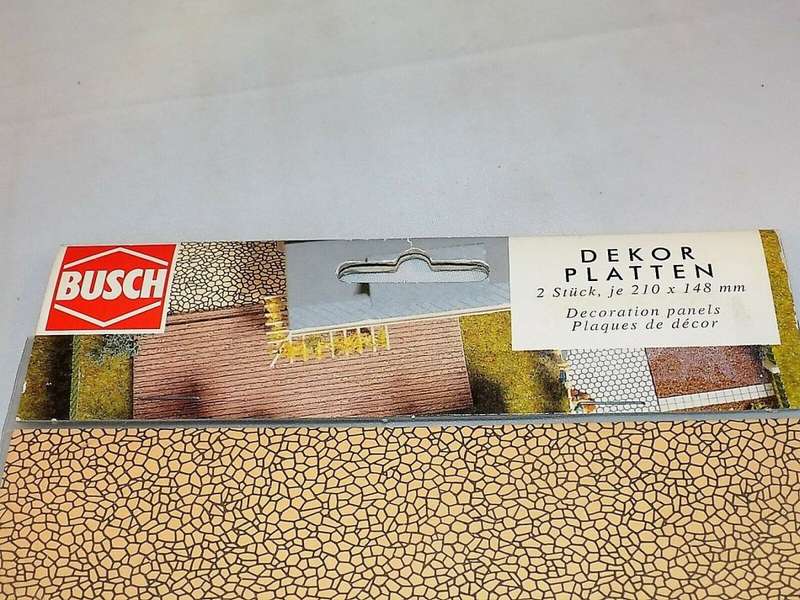 BUSCH
DEKOR
PLATTEN
2 Stück, je 210 x 148 mm
Decoration panels
Plaques de décor